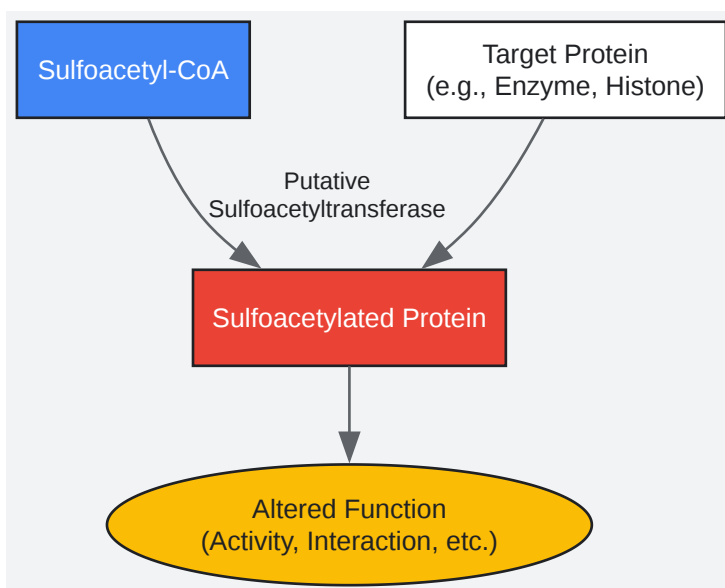 Sulfoacetyl-CoA
Target Protein
(e.g., Enzyme, Histone)
Putative
Sulfoacetyltransferase
Sulfoacetylated Protein
Altered Function
(Activity, Interaction, etc.)